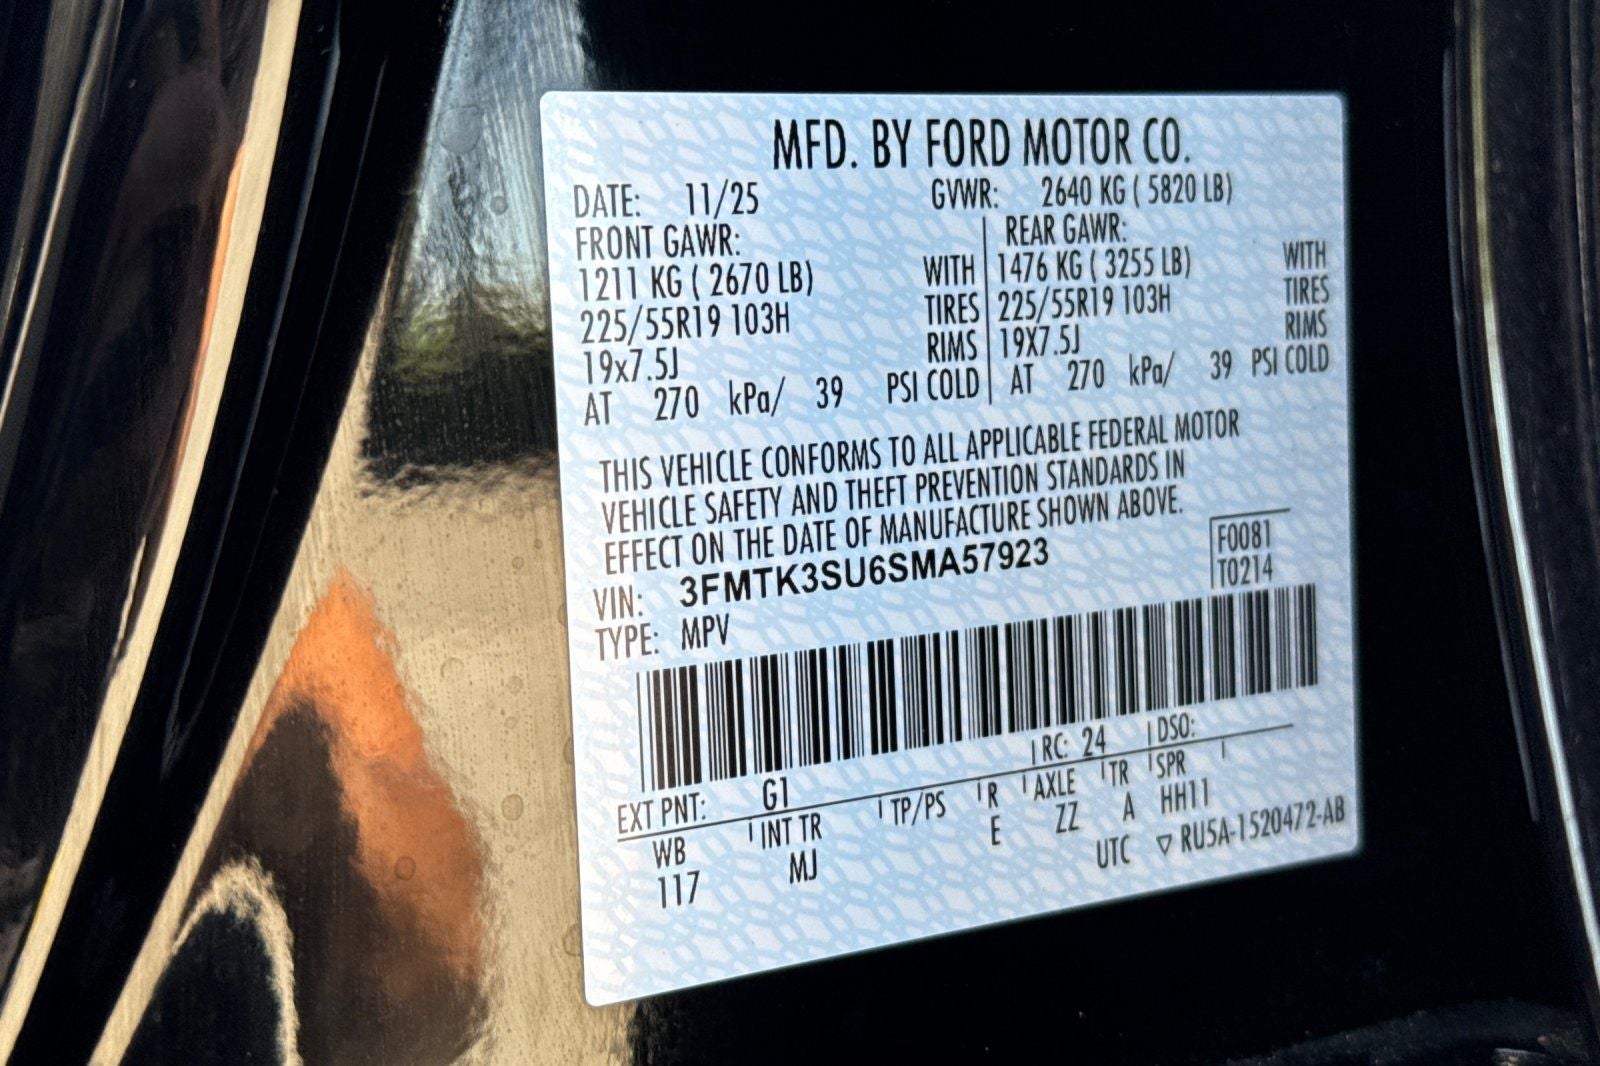 MFD. BY FORD MOTOR CO.
DATE: 11/25 GVWR: 2640 KG ( 5820 LB)
FRONT GAWR: REAR GAWR:
1211 KG ( 2670 LB) WITH 1476 KG ( 3255 LB) WITH
225/55R19 103H TIRES 225/55R19 103H TIRES
19x7.5J RIMS 19X7.5J RIMS
AT 270 kPa/ 39 PSI COLD AT 270 kPa/ 39 PSI COLD
THIS VEHICLE CONFORMS TO ALL APPLICABLE FEDERAL MOTOR
VEHICLE SAFETY AND THEFT PREVENTION STANDARDS IN
EFFECT ON THE DATE OF MANUFACTURE SHOWN ABOVE.
VIN: 3FMTK3SU6SMA57923 F0081
TYPE: MPV T0214
EXT PNT: G1 RC: 24 DSO:
WB INT TR TP/PS R AXLE TR SPR
117 MJ E ZZ A HH11
UTC ▽ RU5A-1520472-AB